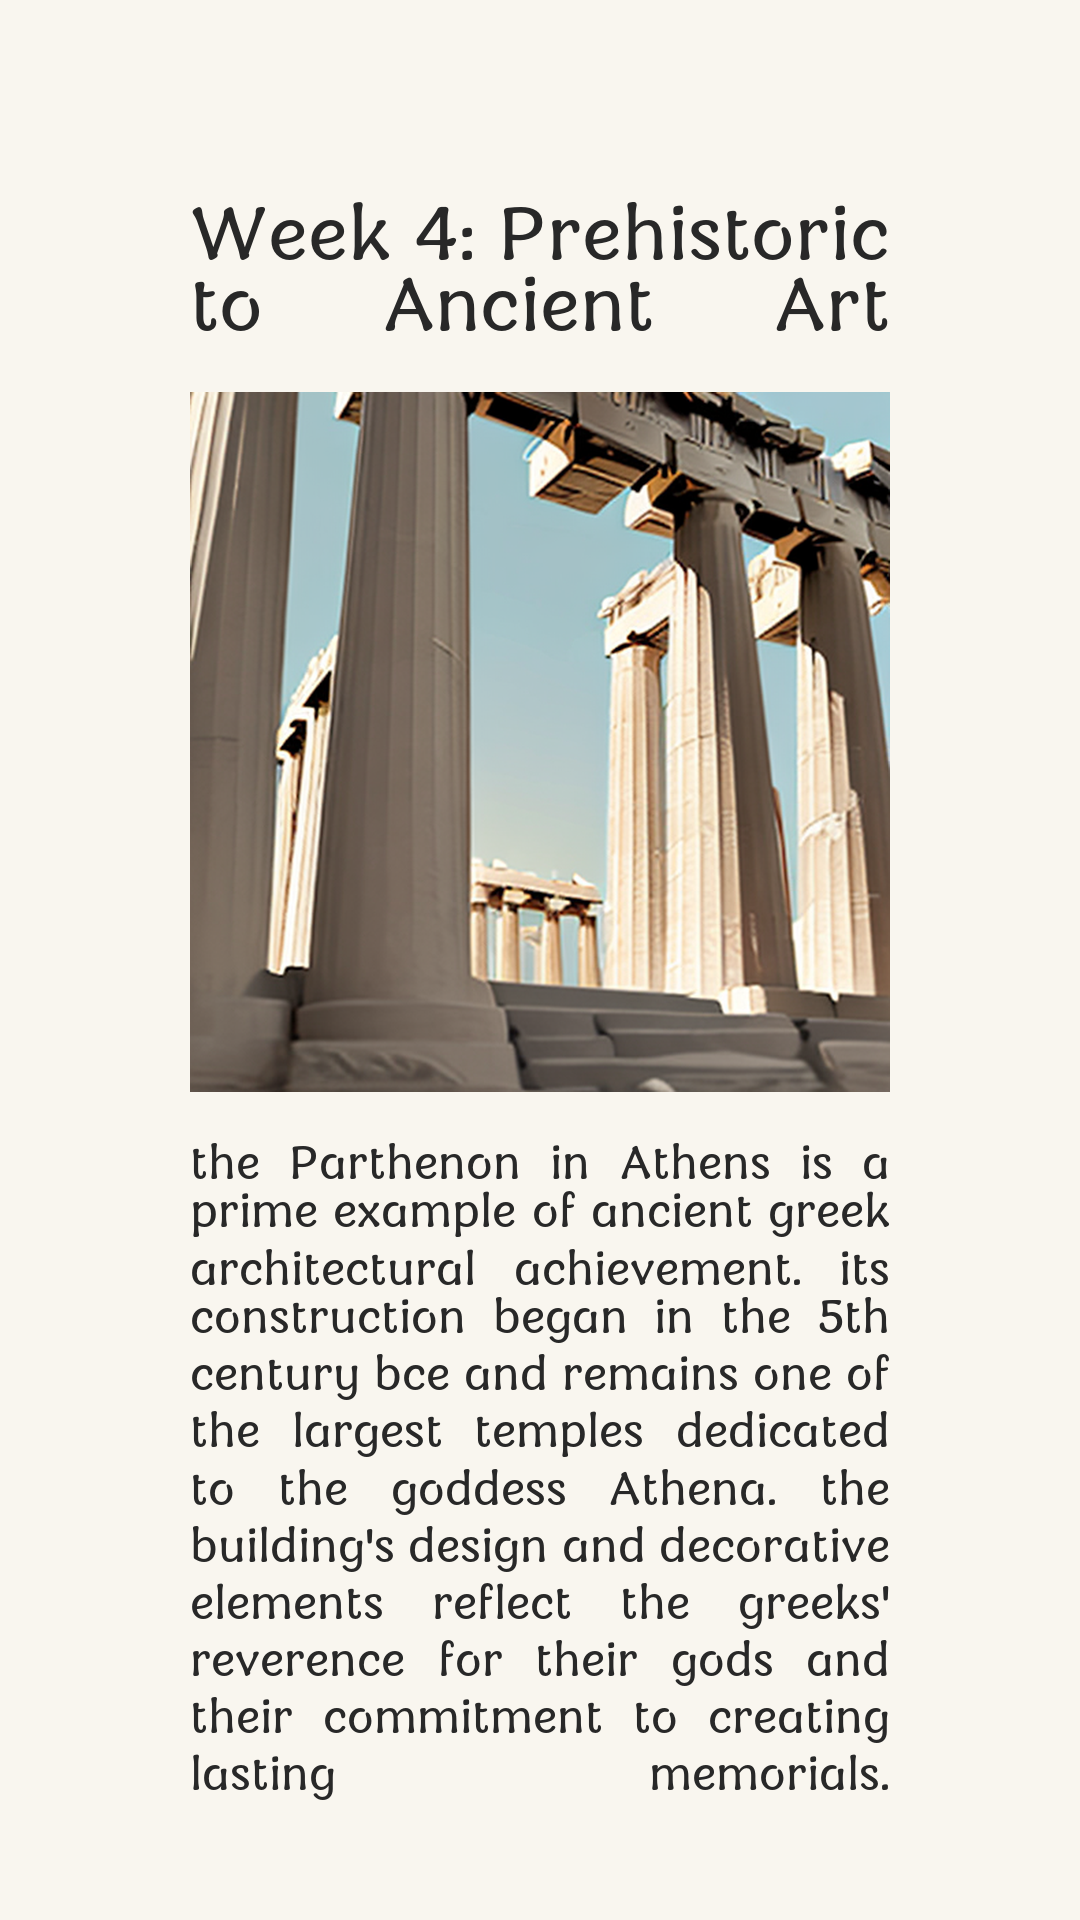 Week 4: Prehistoric
to Ancient Art
the Parthenon in Athens is a
prime example of ancient greek
architectural achievement. its
construction began in the 5th
century bce and remains one of
the largest temples dedicated
to the goddess Athena. the
building's design and decorative
elements reflect the greeks'
reverence for their gods and
their commitment to creating
lasting memorials.